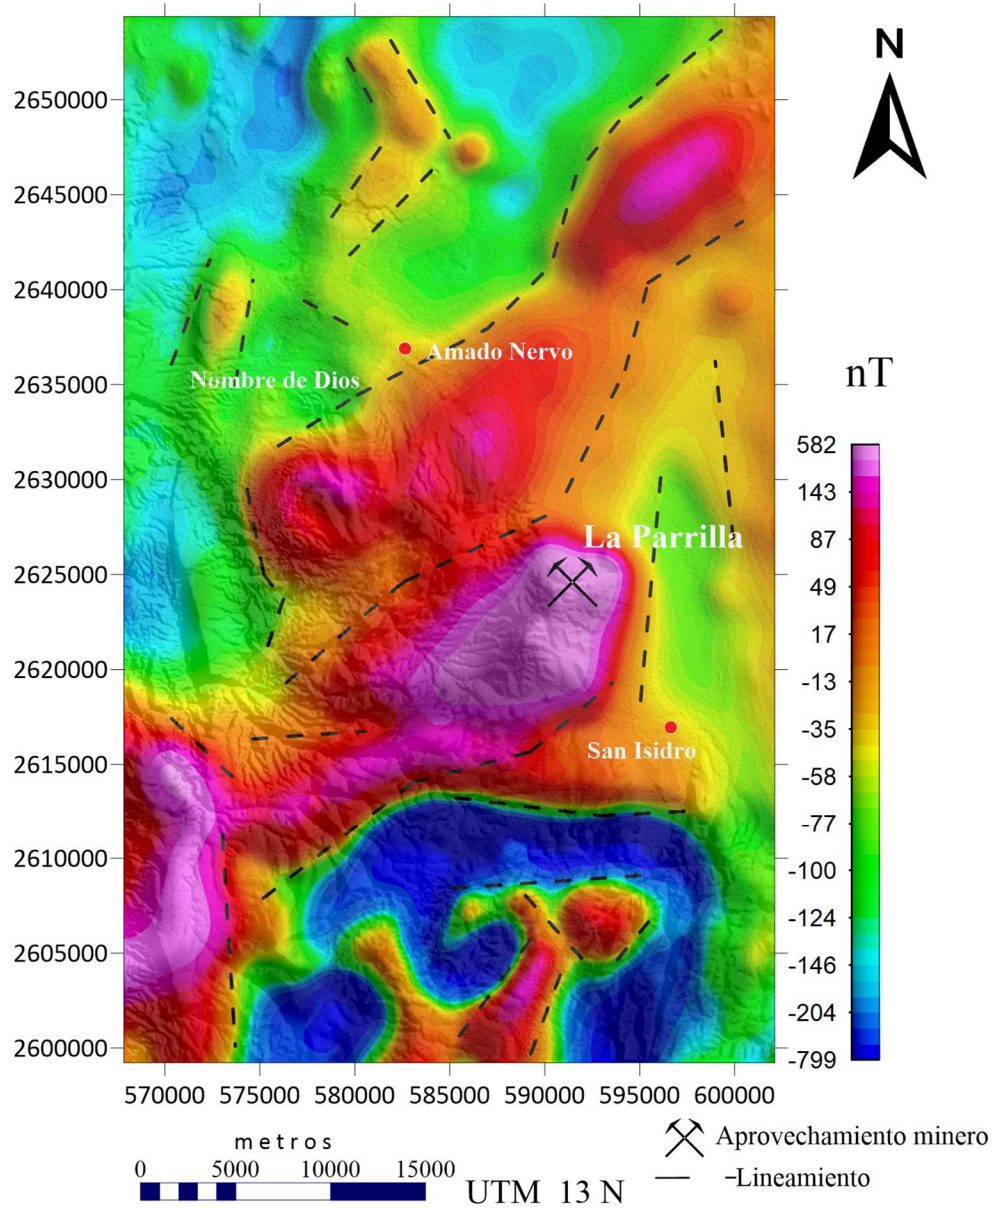 N
2650000
2645000
2640000
2635000
2630000
2625000
2620000
2615000
2610000
2605000
2600000
Amado Nervo
Nombre de Dios
La Parrilla
San Isidro
nT
582
143
87
49
17
-13
-35
-58
-77
-100
-124
-146
-204
-799
570000 575000 580000 585000 590000 595000 600000
metros
0 5000 10000 15000
UTM 13 N
Aprovechamiento minero
-Lineamiento